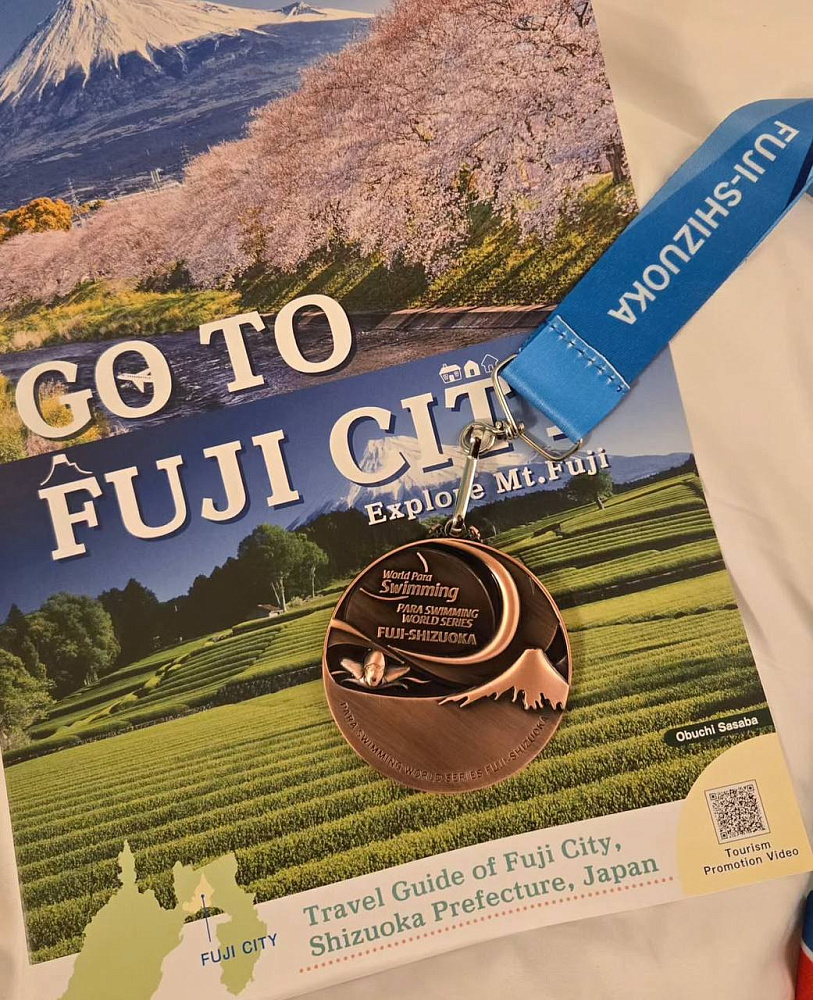 GO TO
FUJI CITY
Explore Mt.Fuji
FUJI-SHIZUOKA
World Para
Swimming
PARA SWIMMING
WORLD SERIES
FUJI-SHIZUOKA
PARA SWIMMING WORLD SERIES FUJI-SHIZUOKA
Obuchi Sasaba
Tourism
Promotion Video
Travel Guide of Fuji City,
Shizuoka Prefecture, Japan
FUJI CITY